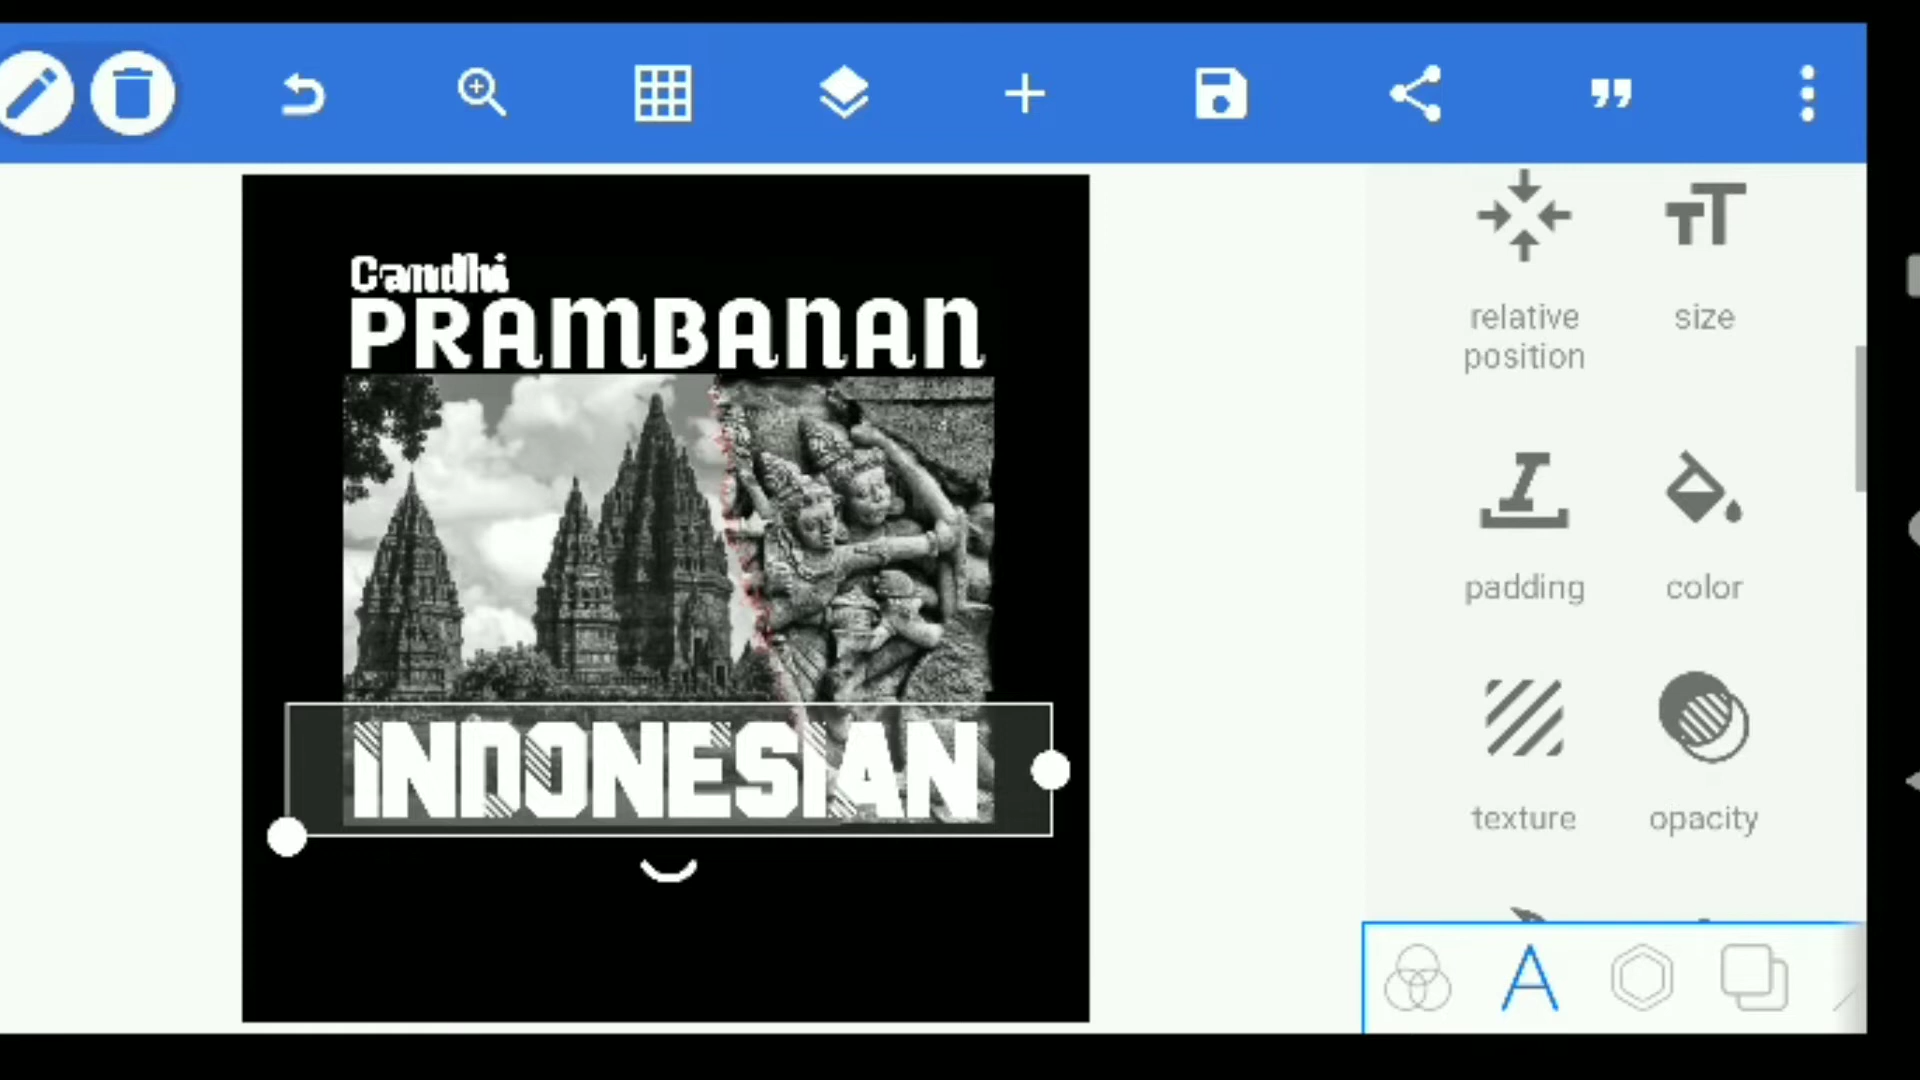 Candhi
PRAMBANAN
INDONESIAN
relative position
size
padding
color
texture
opacity